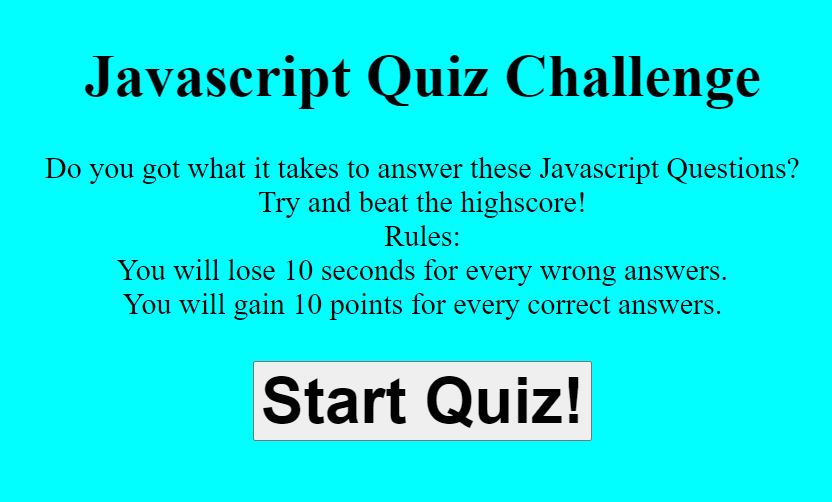 Javascript Quiz Challenge
Do you got what it takes to answer these Javascript Questions?
Try and beat the highscore!
Rules:
You will lose 10 seconds for every wrong answers.
You will gain 10 points for every correct answers.
Start Quiz!